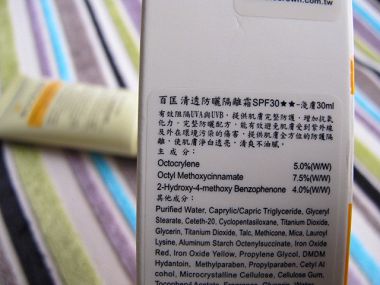 crown.com.tw
百匡 清透防曬隔離霜SPF30★★-淺膚30ml
有效阻隔UVA與UVB,提供肌膚完整防護,增加抗氧
化力,完整防曬配方,能有效避免肌膚受到紫外線
及外在環境污染的傷害,提供肌膚全方位的防護隔
離,使肌膚淨白透亮,清爽不油膩。
主 成 分:
Octocrylene 5.0%(W/W)
Octyl Methoxycinnamate 7.5%(W/W)
2-Hydroxy-4-methoxy Benzophenone 4.0%(W/W)
其他成分:
Purified Water, Caprylic/Capric Triglyceride, Glyceryl
Stearate, Ceteth-20, Cyclopentasiloxane, Titanium Dioxide,
Glycerin, Titanium Dioxide, Talc, Methicone, Mica, Lauroyl
Lysine, Aluminum Starch Octenylsuccinate, Iron Oxide
Red, Iron Oxide Yellow, Propylene Glycol, DMDM
Hydantoin, Methylparaben, Propylparaben, Cetyl Al
cohol, Microcrystalline Cellulose, Cellulose Gum,